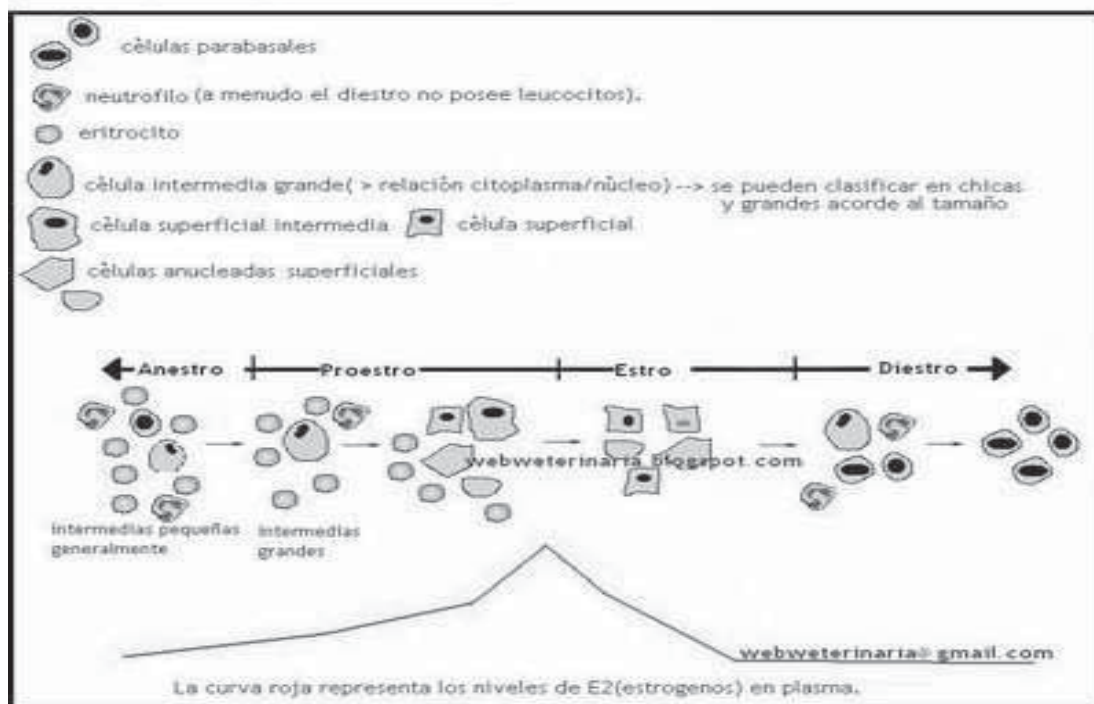 cèlulas parabasales
neutrofilo (a menudo el diestro no posee leucocitos).
eritrocito
cèlula intermedia grande( > relaciòn citoplasma/nùcleo) --> se pueden clasificar en chicas
y grandes acorde al tamaño
cèlula superficial intermedia cèlula superficial
cèlulas anucleadas superficiales
Anestro Proestro Estro Diestro
webweterinaria.blogspot.com
intermedias pequeñas
generalmente
intermedias
grandes
webweterinaria@gmail.com
La curva roja representa los niveles de E2(estrogenos) en plasma.